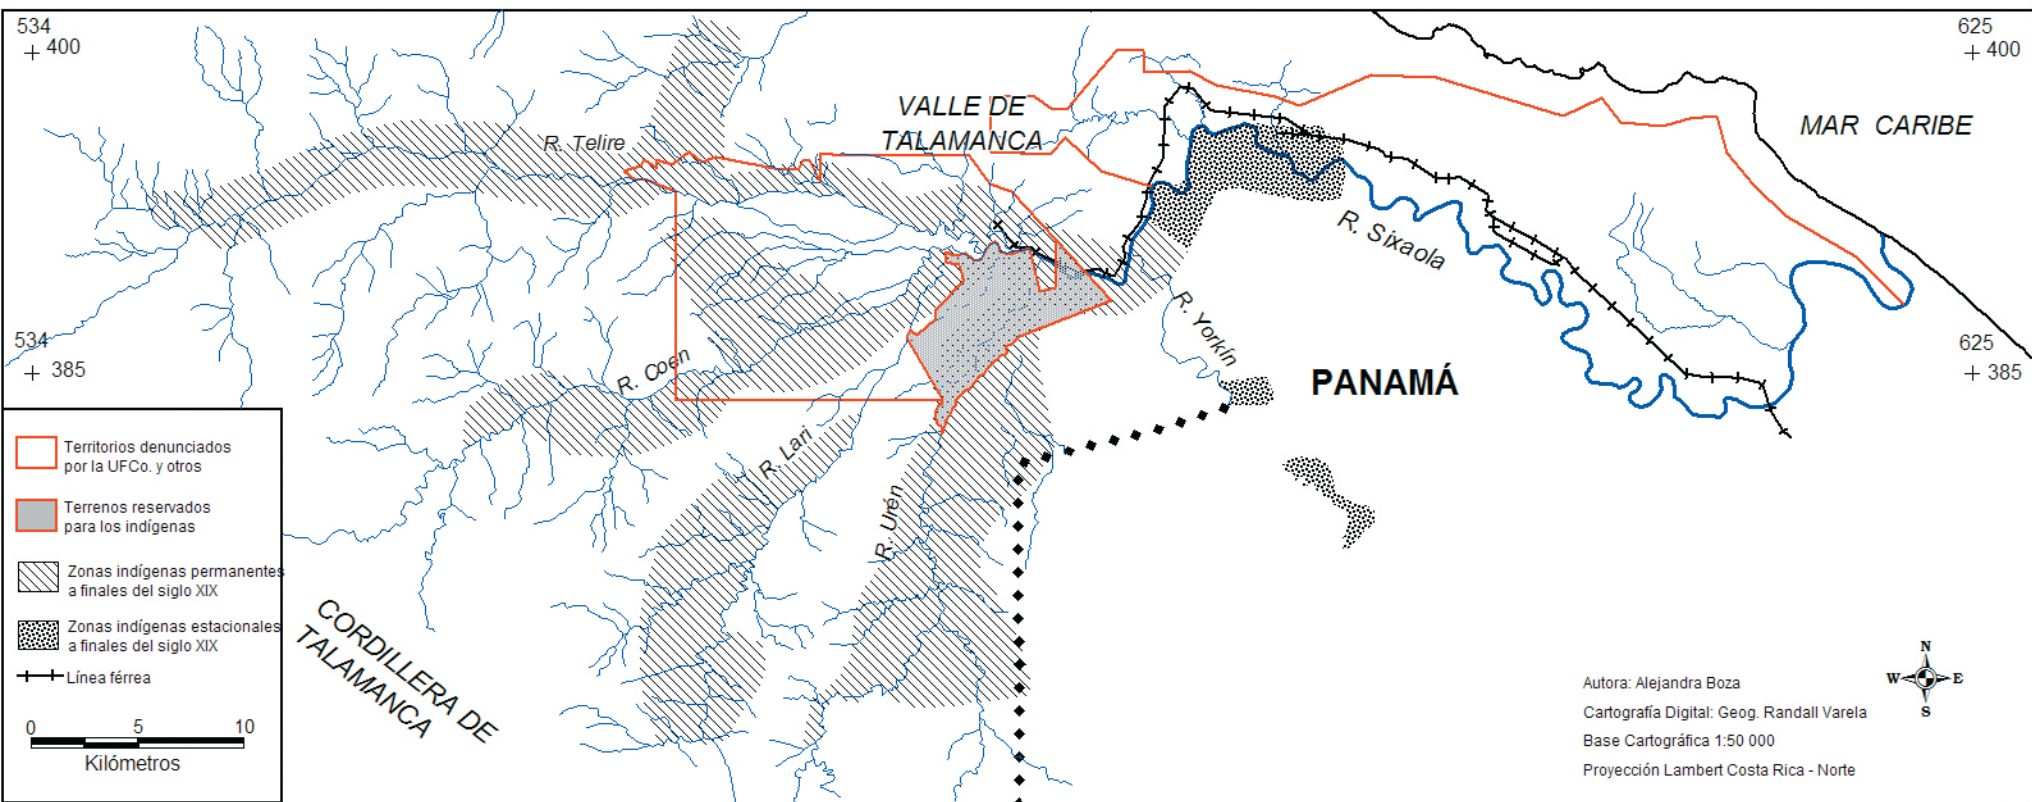 534
400
625
400
VALLE DE
TALAMANCA
MAR CARIBE
R. Telire
R. Sixaola
R. Yorkín
534
385
625
385
R. Coen
PANAMÁ
R. Lari
R. Urén
CORDILLERA DE
TALAMANCA
Territorios denunciados
por la UFCo. y otros
Terrenos reservados
para los indígenas
Zonas indígenas permanentes
a finales del siglo XIX
Zonas indígenas estacionales
a finales del siglo XIX
Línea férrea
0 5 10
Kilómetros
N
W E
S
Autora: Alejandra Boza
Cartografía Digital: Geog. Randall Varela
Base Cartográfica 1:50 000
Proyección Lambert Costa Rica - Norte